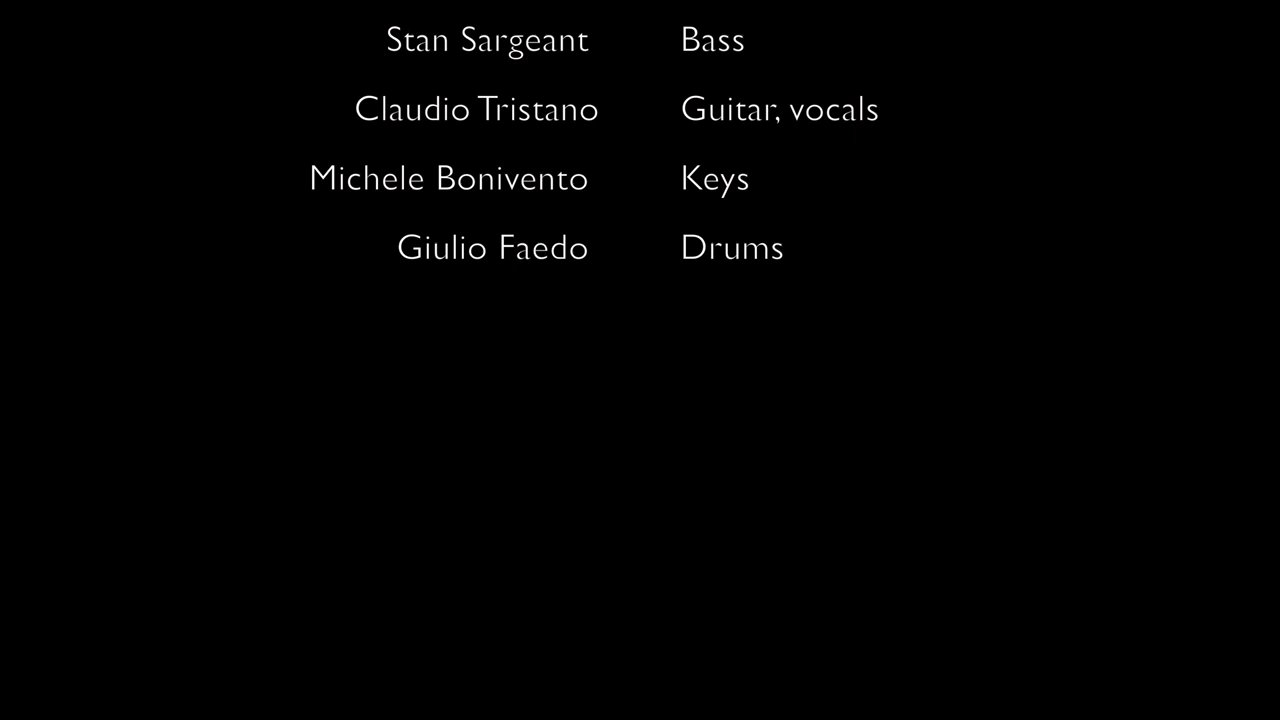 Stan Sargeant Bass
Claudio Tristano Guitar, vocals
Michele Bonivento Keys
Giulio Faedo Drums